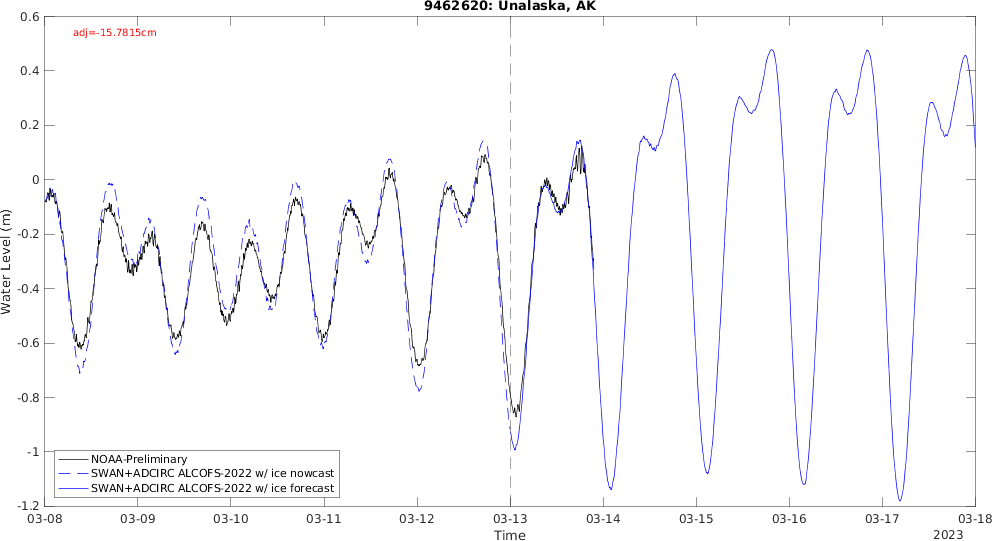 9462620: Unalaska, AK
adj=-15.7815cm
0.6
0.4
0.2
0
-0.2
-0.4
-0.6
-0.8
-1
-1.2
Water Level (m)
NOAA-Preliminary
SWAN+ADCIRC ALCOFS-2022 w/ ice nowcast
SWAN+ADCIRC ALCOFS-2022 w/ ice forecast
03-08 03-09 03-10 03-11 03-12 03-13 03-14 03-15 03-16 03-17 03-18
Time
2023